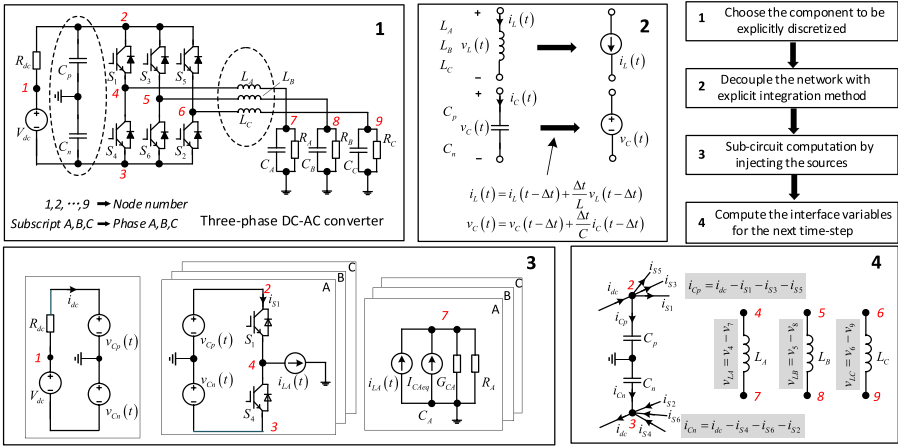 1
2
R_dc
C_p
S_1
S_3
S_5
L_A
L_B
1
4
5
6
L_C
V_dc
C_n
S_4
S_6
S_2
7
8
9
R_A
R_B
R_C
C_A
C_B
C_C
3
1,2,⋯,9 ➡ Node number
Subscript A,B,C ➡ Phase A,B,C
Three-phase DC-AC converter
2
+
i_L(t)
L_A
L_B
v_L(t)
L_C
i_L(t)
−
+
i_C(t)
C_p
v_C(t)
C_n
v_C(t)
−
i_L(t) = i_L(t−Δt) + Δt/L v_L(t−Δt)
v_C(t) = v_C(t−Δt) + Δt/C i_C(t−Δt)
1
Choose the component to be
explicitly discretized
2
Decouple the network with
explicit integration method
3
Sub-circuit computation by
injecting the sources
4
Compute the interface variables
for the next time-step
3
i_dc
R_dc
v_Cp(t)
1
V_dc
v_Cn(t)
C
B
A
2
i_S1
S_1
v_Cp(t)
4
v_Cn(t)
i_LA(t)
S_4
3
C
B
A
7
i_LA(t)
I_CAeq
G_CA
R_A
C_A
4
i_S5
2
i_S3
i_dc
i_S1
i_Cp = i_dc − i_S1 − i_S3 − i_S5
i_Cp
C_p
C_n
i_Cn
i_S2
i_S6
3
i_dc
i_S4
i_Cn = i_dc − i_S4 − i_S6 − i_S2
4
v_LA = v_4 − v_7
L_A
7
5
v_LB = v_5 − v_8
L_B
8
6
v_LC = v_6 − v_9
L_C
9